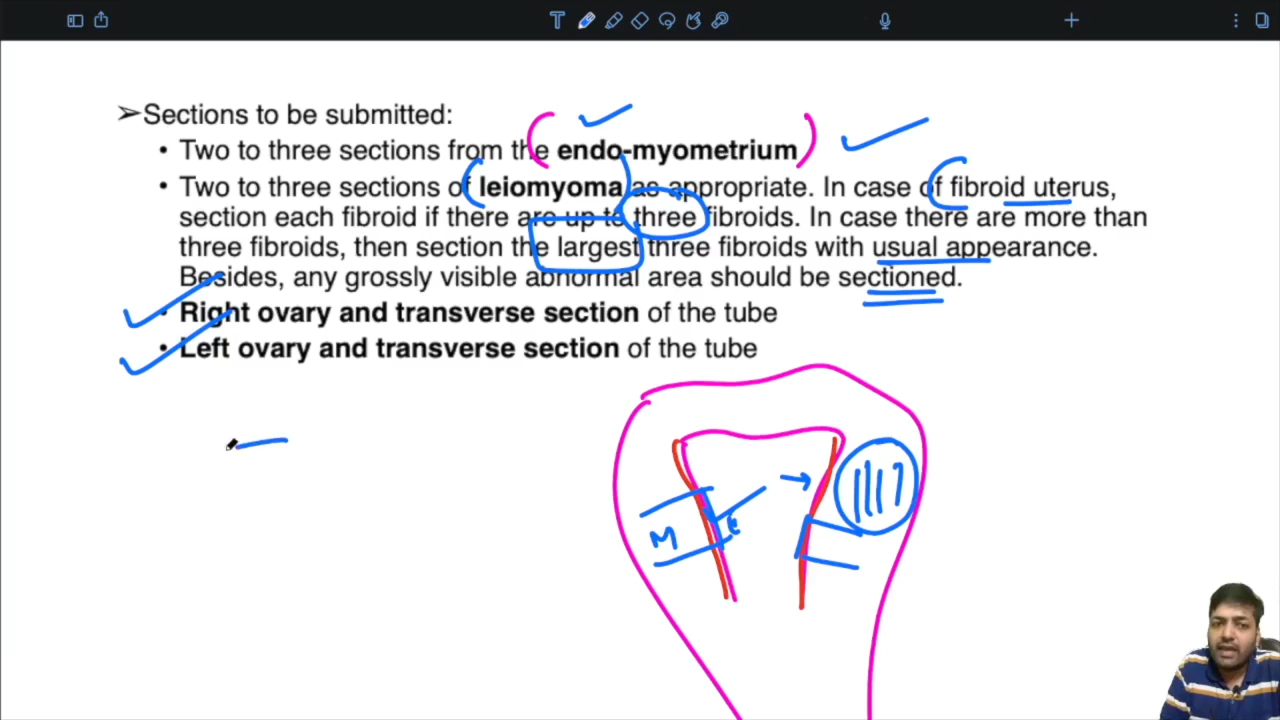 ➢Sections to be submitted:
• Two to three sections from the endo-myometrium
• Two to three sections of leiomyoma as appropriate. In case of fibroid uterus,
section each fibroid if there are up to three fibroids. In case there are more than
three fibroids, then section the largest three fibroids with usual appearance.
Besides, any grossly visible abnormal area should be sectioned.
• Right ovary and transverse section of the tube
• Left ovary and transverse section of the tube
M